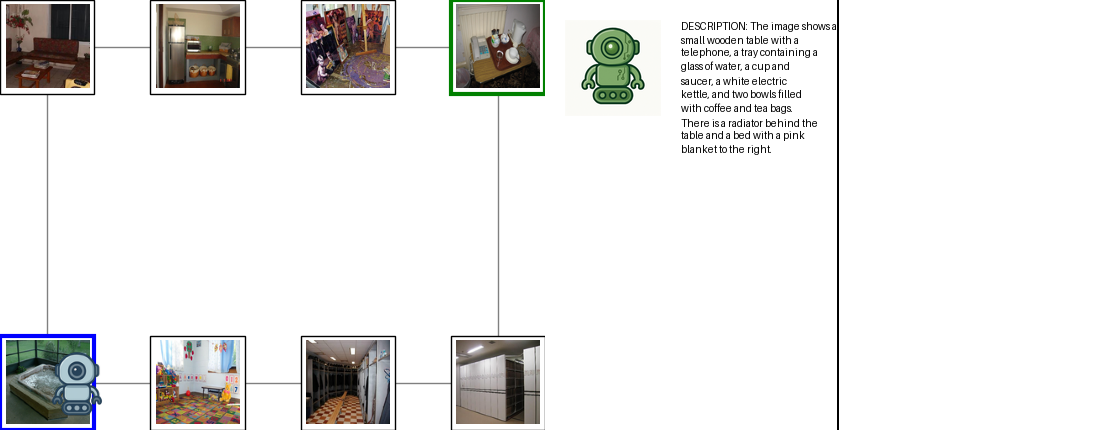 DESCRIPTION: The image shows a
small wooden table with a
telephone, a tray containing a
glass of water, a cup and
saucer, a white electric
kettle, and two bowls filled
with coffee and tea bags.
There is a radiator behind the
table and a bed with a pink
blanket to the right.